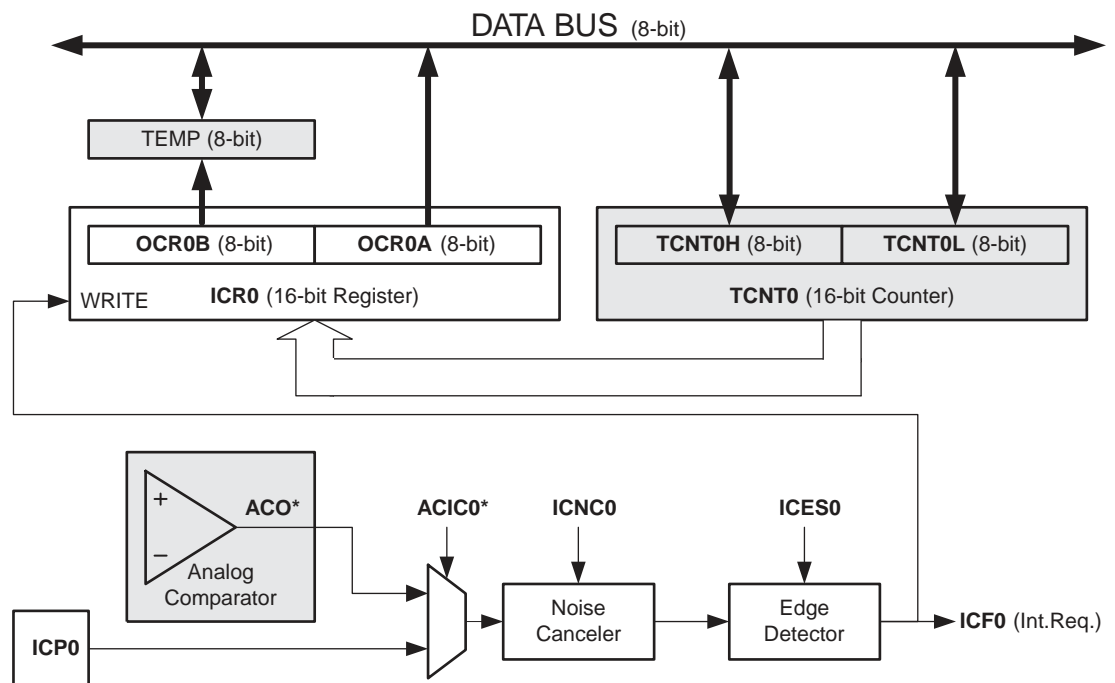 DATA BUS (8-bit)
TEMP (8-bit)
OCR0B (8-bit)
OCR0A (8-bit)
TCNT0H (8-bit)
TCNT0L (8-bit)
WRITE
ICR0 (16-bit Register)
TCNT0 (16-bit Counter)
+
−
ACO*
Analog
Comparator
ACIC0*
ICNC0
ICES0
Noise
Canceler
Edge
Detector
ICP0
ICF0 (Int.Req.)